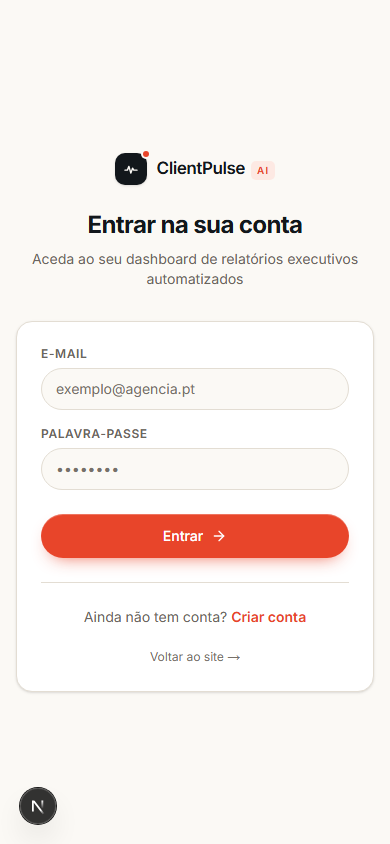 ClientPulse AI
Entrar na sua conta
Aceda ao seu dashboard de relatórios executivos
automatizados
E-MAIL
exemplo@agencia.pt
PALAVRA-PASSE
••••••••
Entrar →
Ainda não tem conta? Criar conta
Voltar ao site →
N